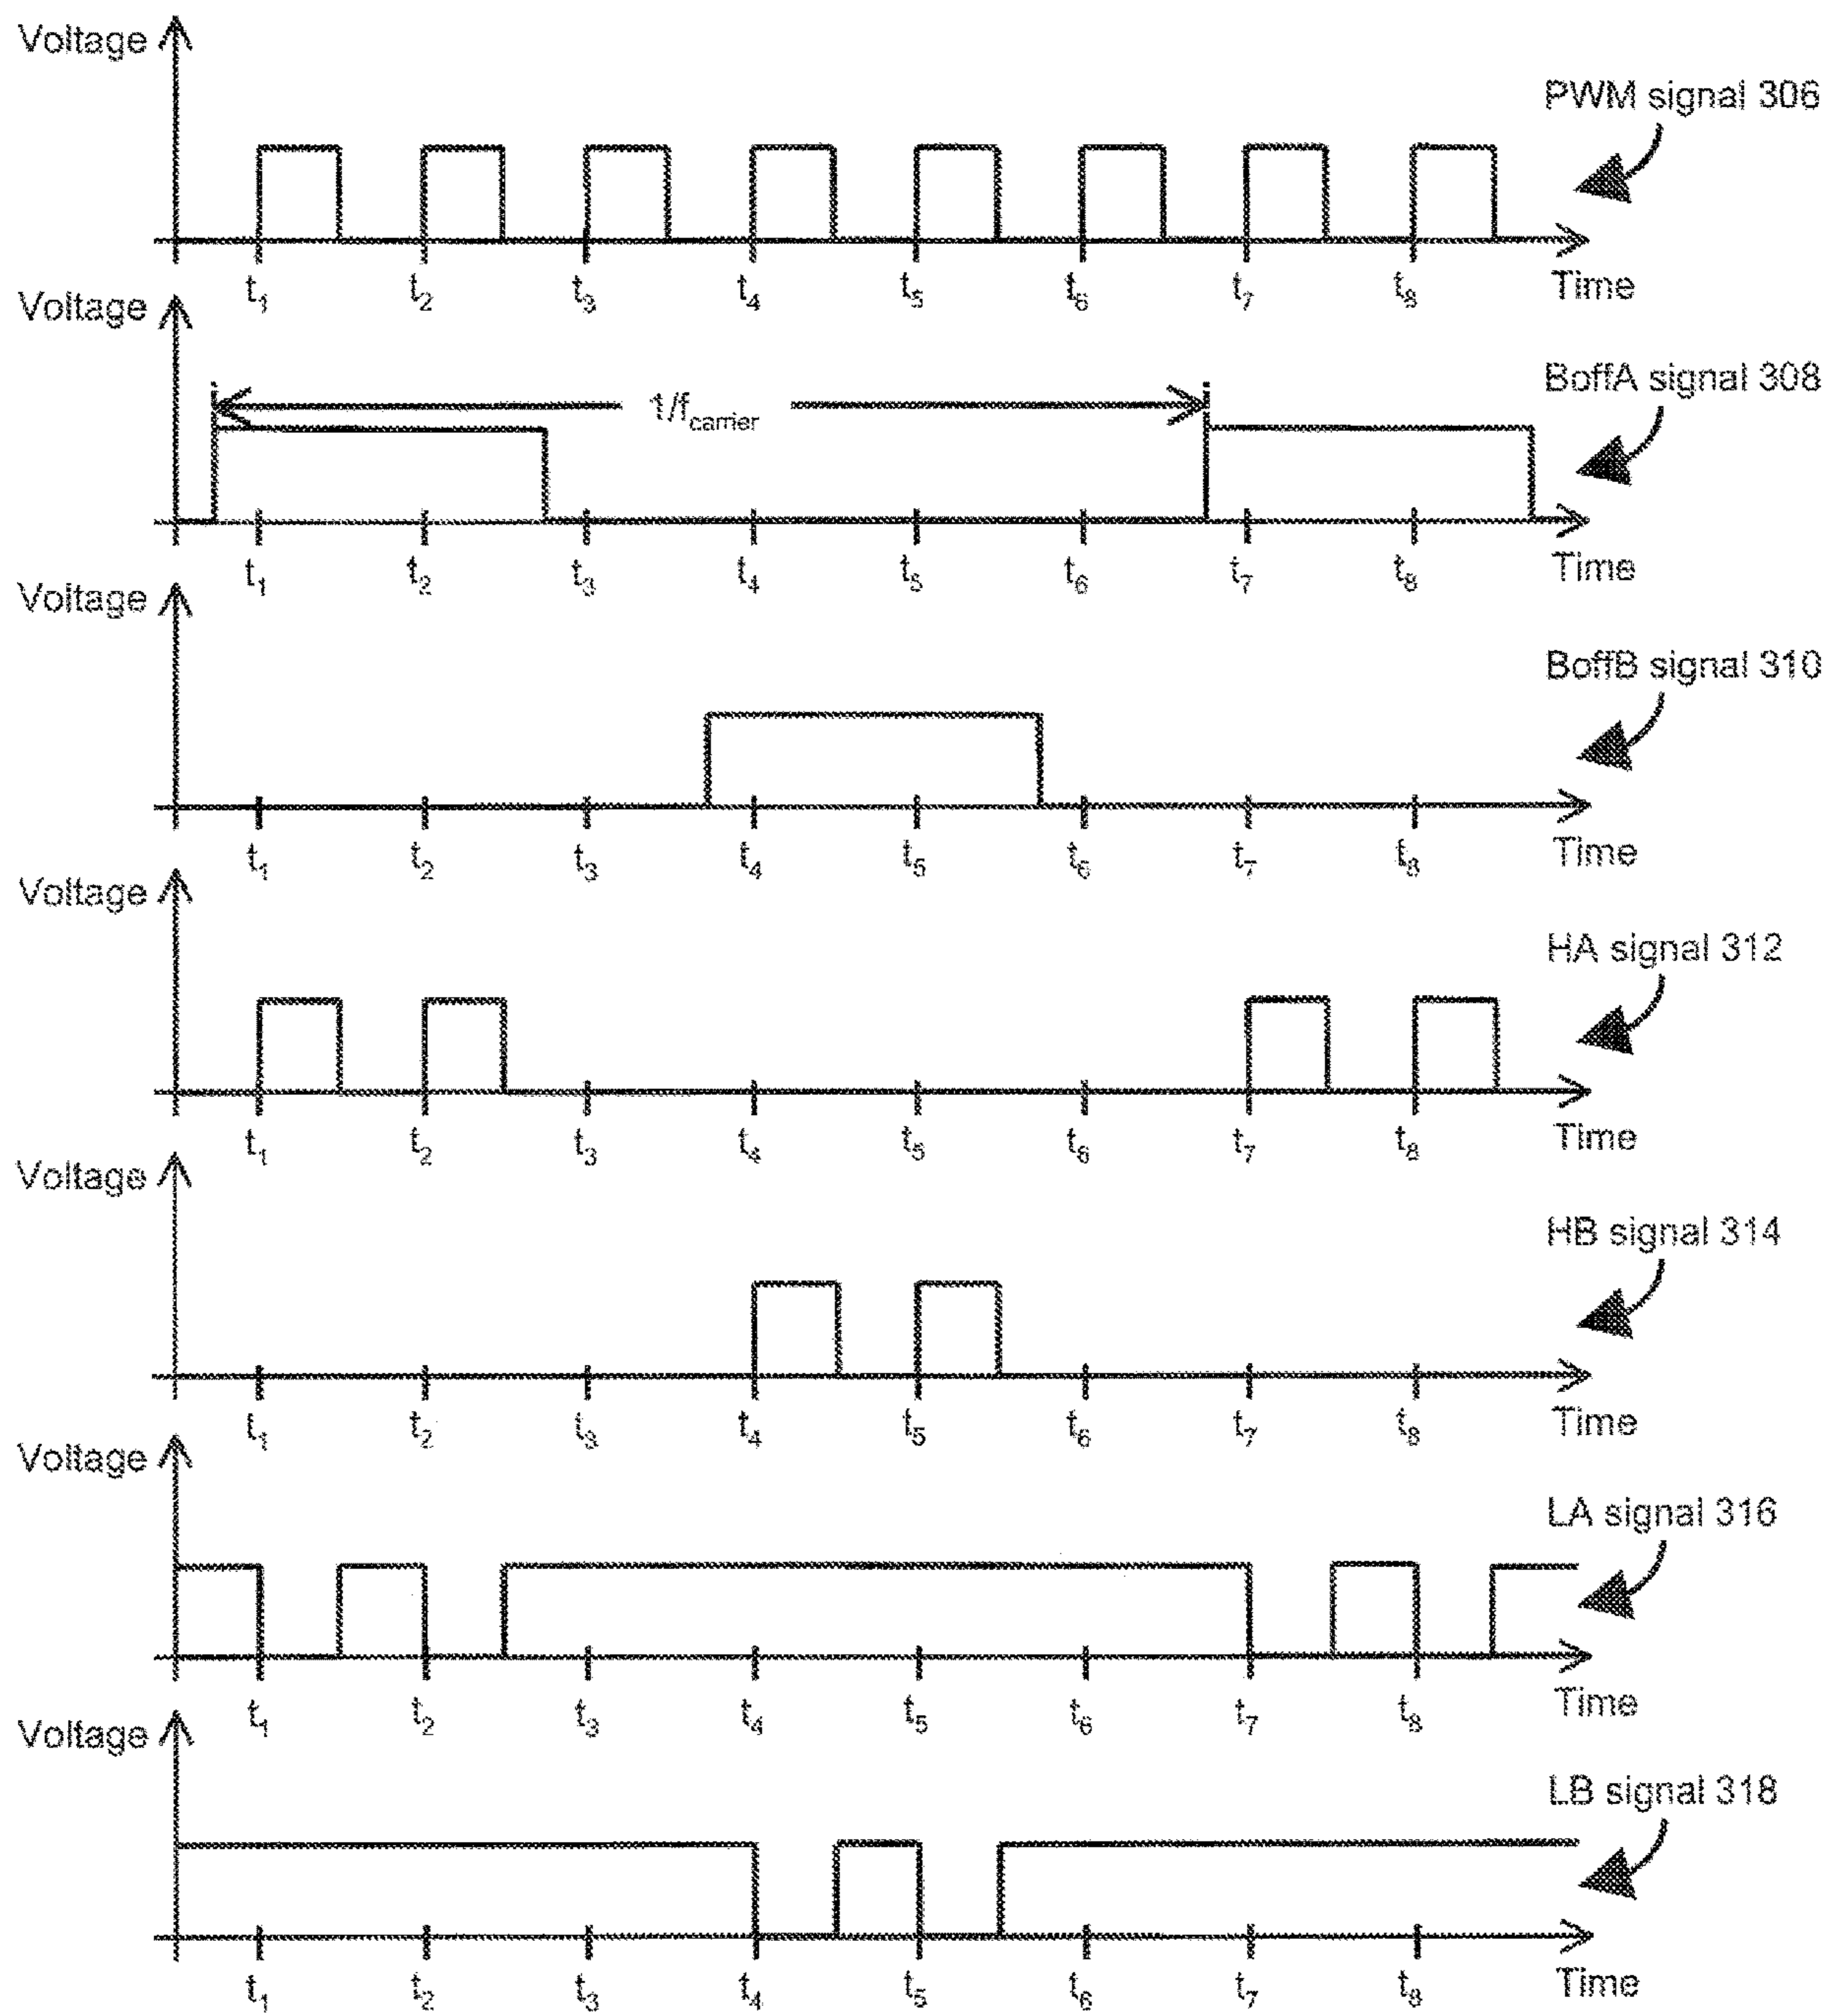 Voltage
PWM signal 306
t1 t2 t3 t4 t5 t6 t7 t8 Time
Voltage
BoffA signal 308
1/fcarrier
t1 t2 t3 t4 t5 t6 t7 t8 Time
Voltage
BoffB signal 310
t1 t2 t3 t4 t5 t6 t7 t8 Time
Voltage
HA signal 312
t1 t2 t3 t4 t5 t6 t7 t8 Time
Voltage
HB signal 314
t1 t2 t3 t4 t5 t6 t7 t8 Time
Voltage
LA signal 316
t1 t2 t3 t4 t5 t6 t7 t8 Time
Voltage
LB signal 318
t1 t2 t3 t4 t5 t6 t7 t8 Time